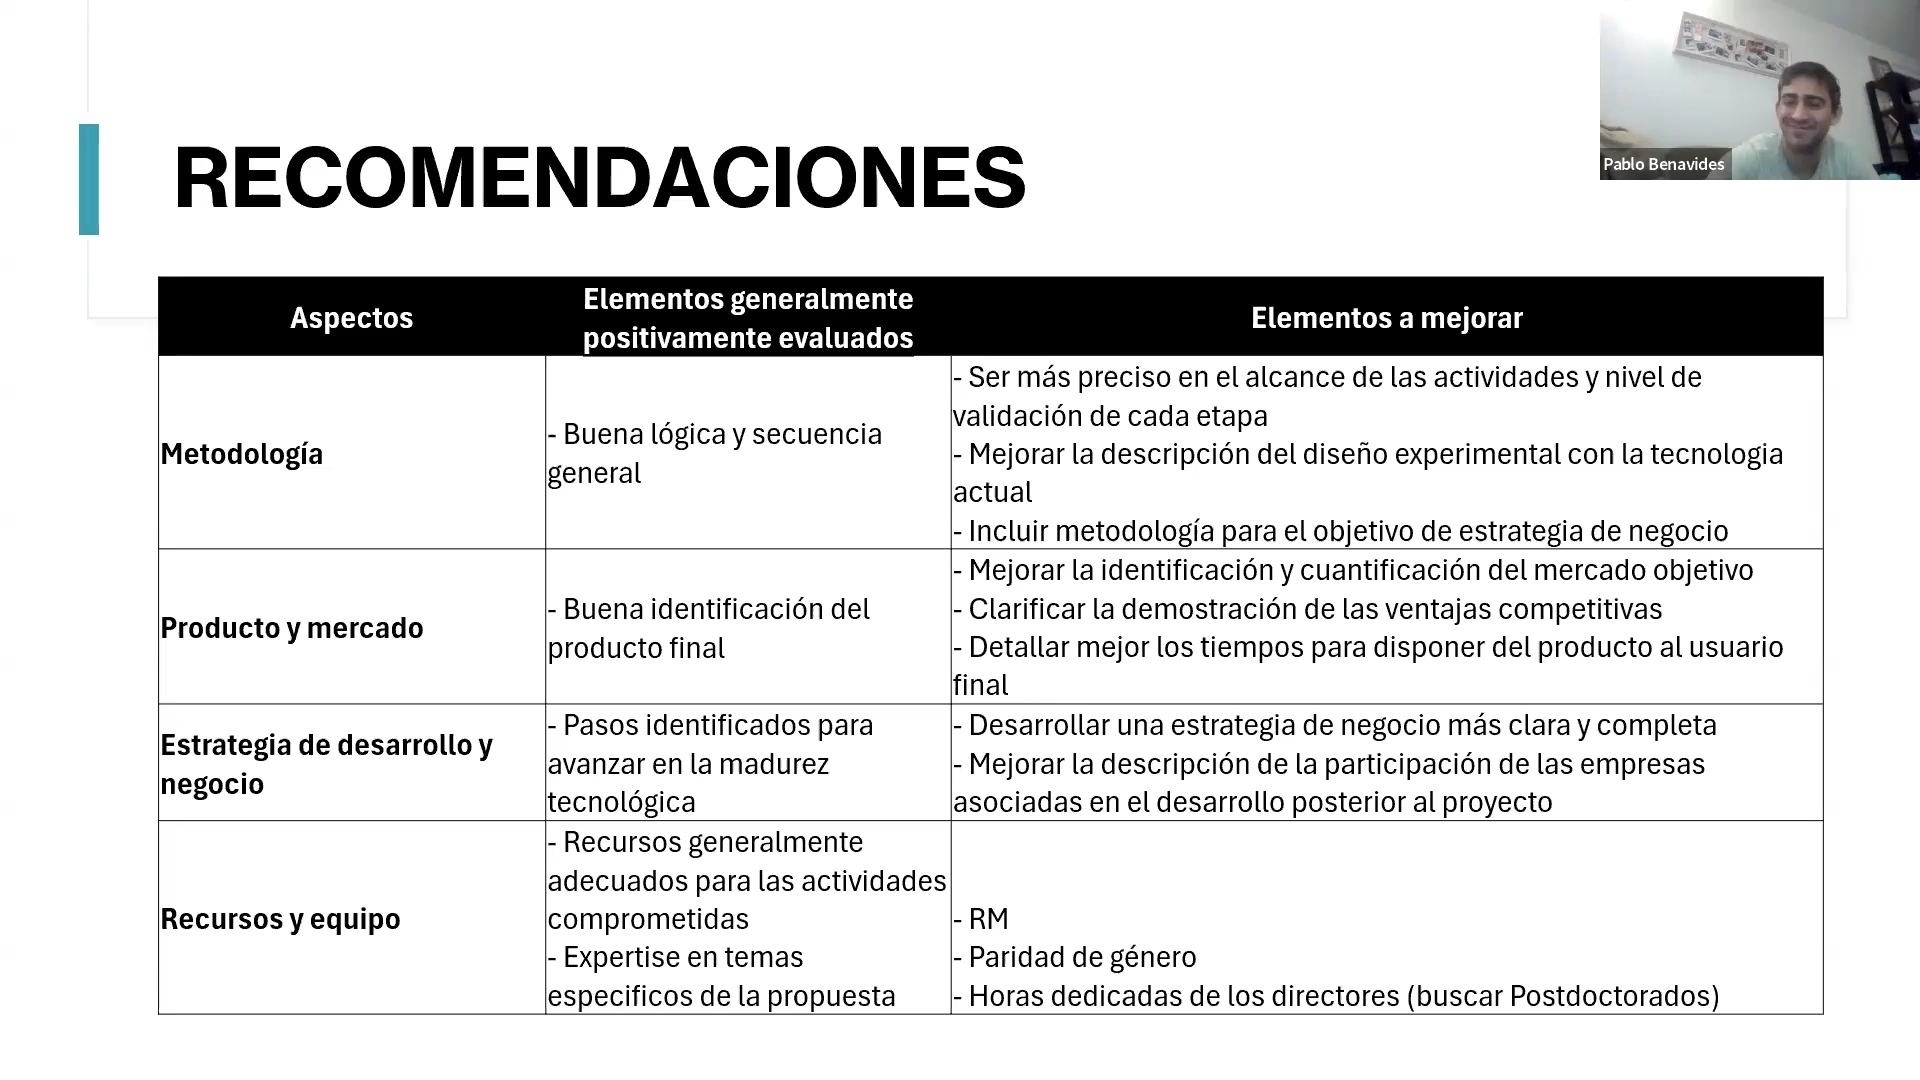 Pablo Benavides
RECOMENDACIONES
Aspectos
Elementos generalmente
positivamente evaluados
Elementos a mejorar
Metodología
- Buena lógica y secuencia
general
- Ser más preciso en el alcance de las actividades y nivel de
validación de cada etapa
- Mejorar la descripción del diseño experimental con la tecnologia
actual
- Incluir metodología para el objetivo de estrategia de negocio
Producto y mercado
- Buena identificación del
producto final
- Mejorar la identificación y cuantificación del mercado objetivo
- Clarificar la demostración de las ventajas competitivas
- Detallar mejor los tiempos para disponer del producto al usuario
final
Estrategia de desarrollo y
negocio
- Pasos identificados para
avanzar en la madurez
tecnológica
- Desarrollar una estrategia de negocio más clara y completa
- Mejorar la descripción de la participación de las empresas
asociadas en el desarrollo posterior al proyecto
Recursos y equipo
- Recursos generalmente
adecuados para las actividades
comprometidas
- Expertise en temas
especificos de la propuesta
- RM
- Paridad de género
- Horas dedicadas de los directores (buscar Postdoctorados)